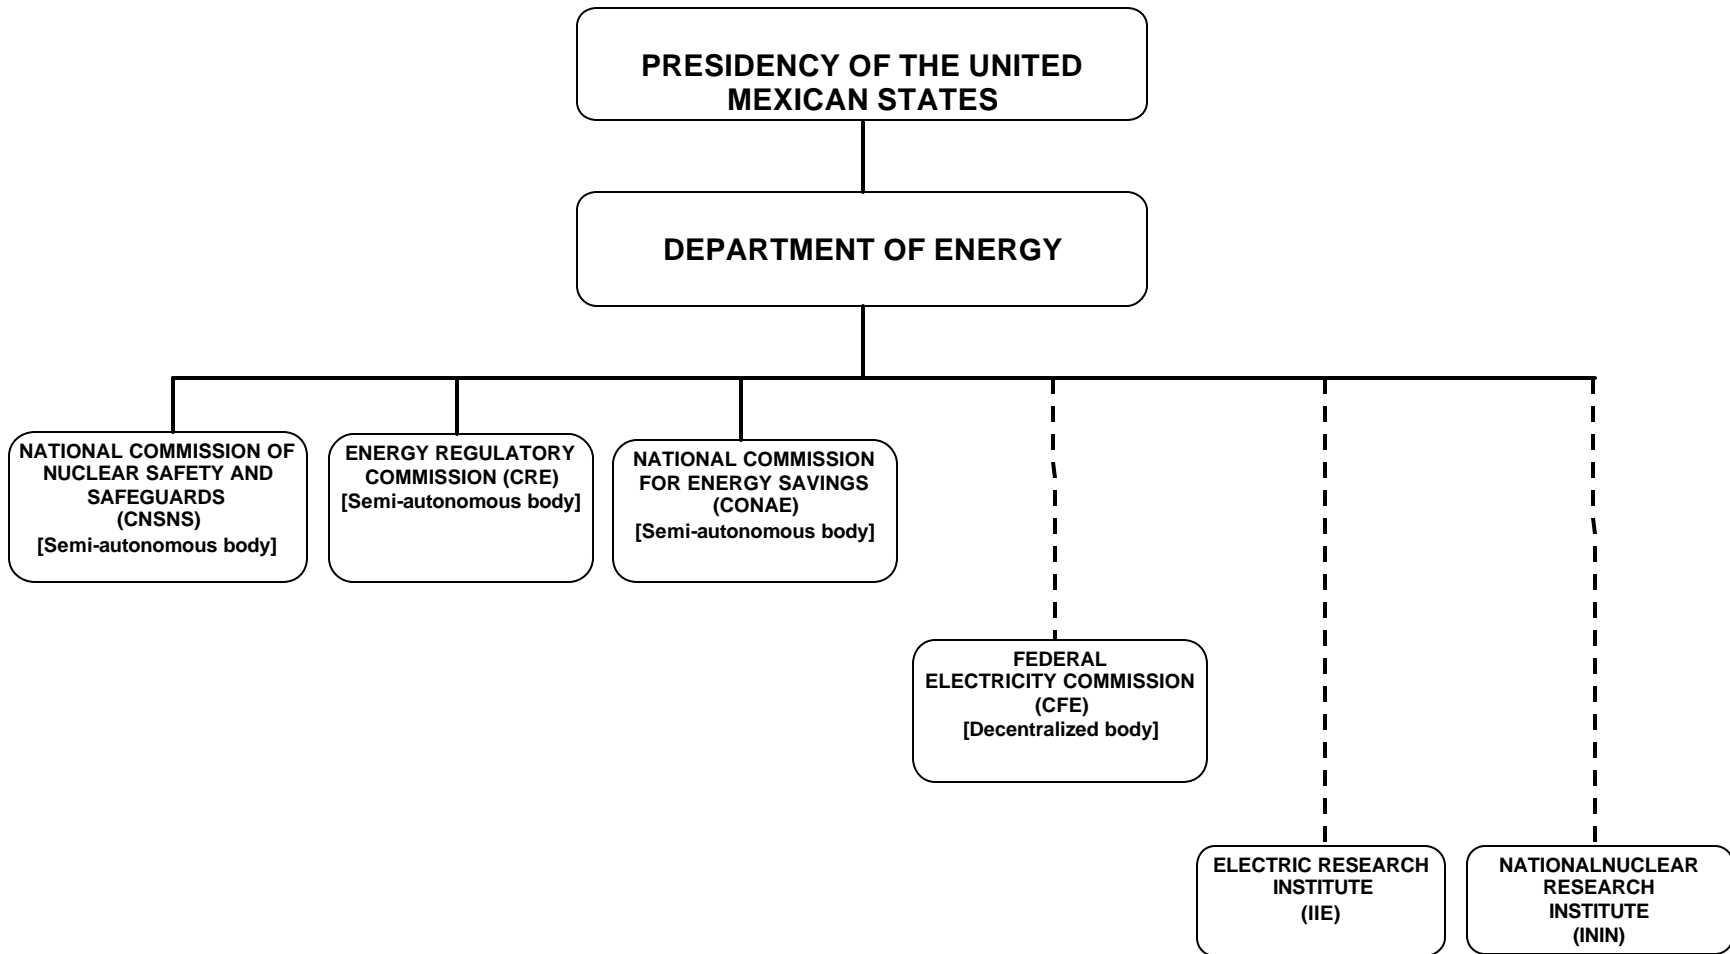 PRESIDENCY OF THE UNITED
MEXICAN STATES
DEPARTMENT OF ENERGY
NATIONAL COMMISSION OF
NUCLEAR SAFETY AND
SAFEGUARDS
(CNSNS)
[Semi-autonomous body]
ENERGY REGULATORY
COMMISSION (CRE)
[Semi-autonomous body]
NATIONAL COMMISSION
FOR ENERGY SAVINGS
(CONAE)
[Semi-autonomous body]
FEDERAL
ELECTRICITY COMMISSION
(CFE)
[Decentralized body]
ELECTRIC RESEARCH
INSTITUTE
(IIE)
NATIONALNUCLEAR
RESEARCH
INSTITUTE
(ININ)